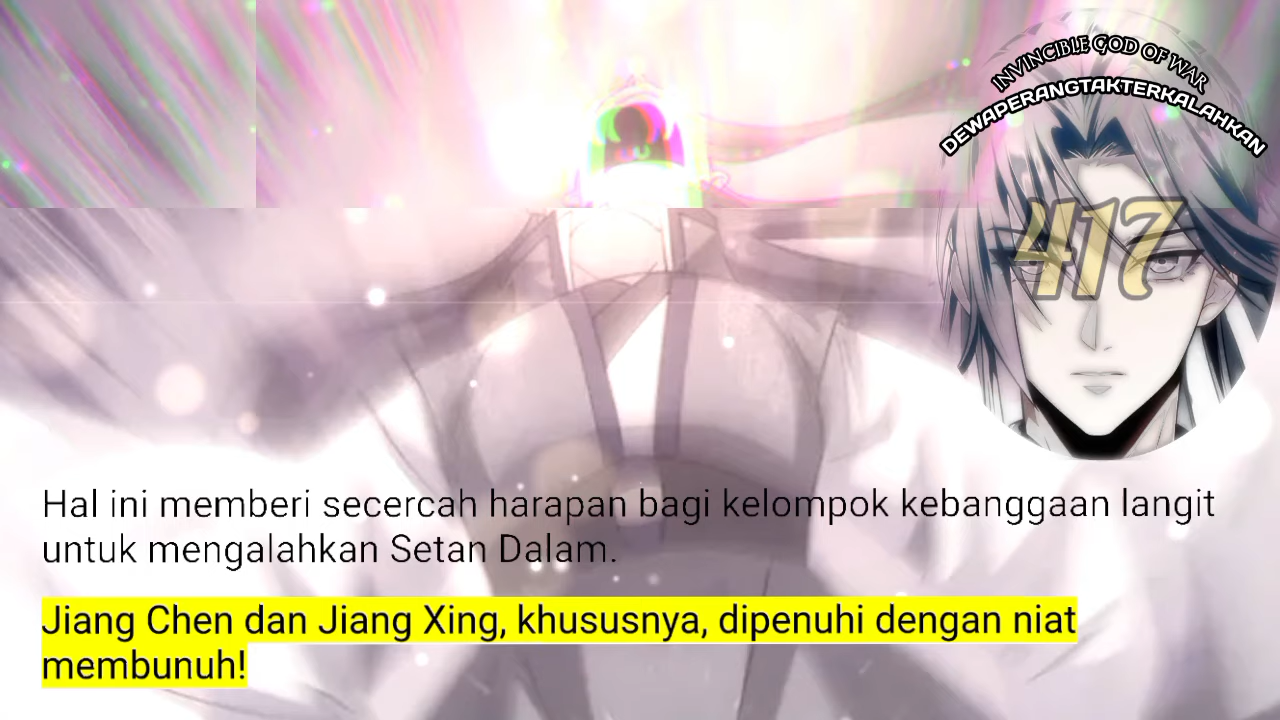 INVINCIBLE GOD OF WAR
DEWAPERANGTAKTERKALAHKAN
417
Hal ini memberi secercah harapan bagi kelompok kebanggaan langit
untuk mengalahkan Setan Dalam.
Jiang Chen dan Jiang Xing, khususnya, dipenuhi dengan niat
membunuh!